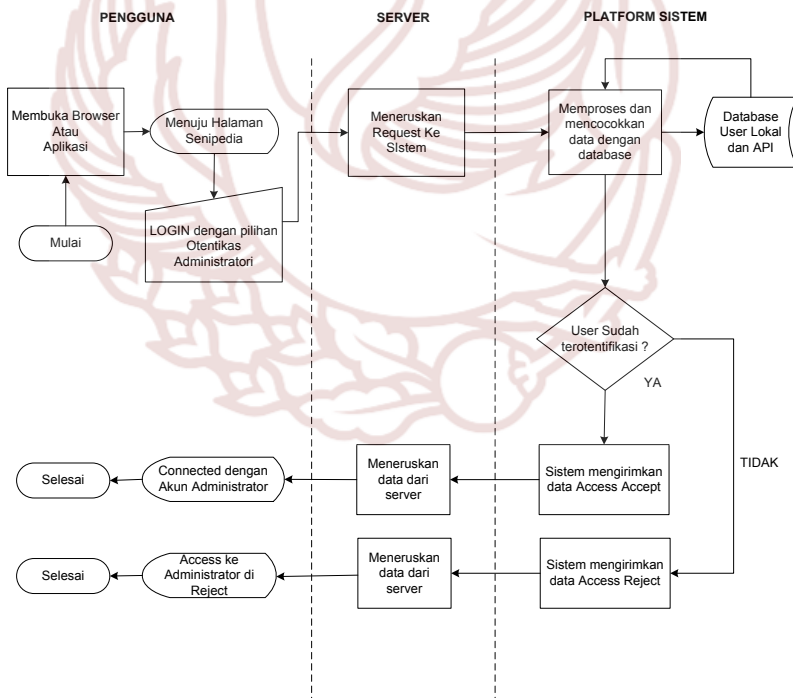 PENGGUNA
SERVER
PLATFORM SISTEM
Membuka Browser
Atau
Aplikasi
Menuju Halaman
Senipedia
Meneruskan
Request Ke
SIstem
Memproses dan
mencocokkan
data dengan
database
Database
User Lokal
dan API
Mulai
LOGIN dengan pilihan
Otentikas
Administratori
User Sudah
terotentifikasi ?
YA
TIDAK
Selesai
Connected dengan
Akun Administrator
Meneruskan
data dari
server
Sistem mengirimkan
data Access Accept
Selesai
Access ke
Administrator di
Reject
Meneruskan
data dari
server
Sistem mengirimkan
data Access Reject